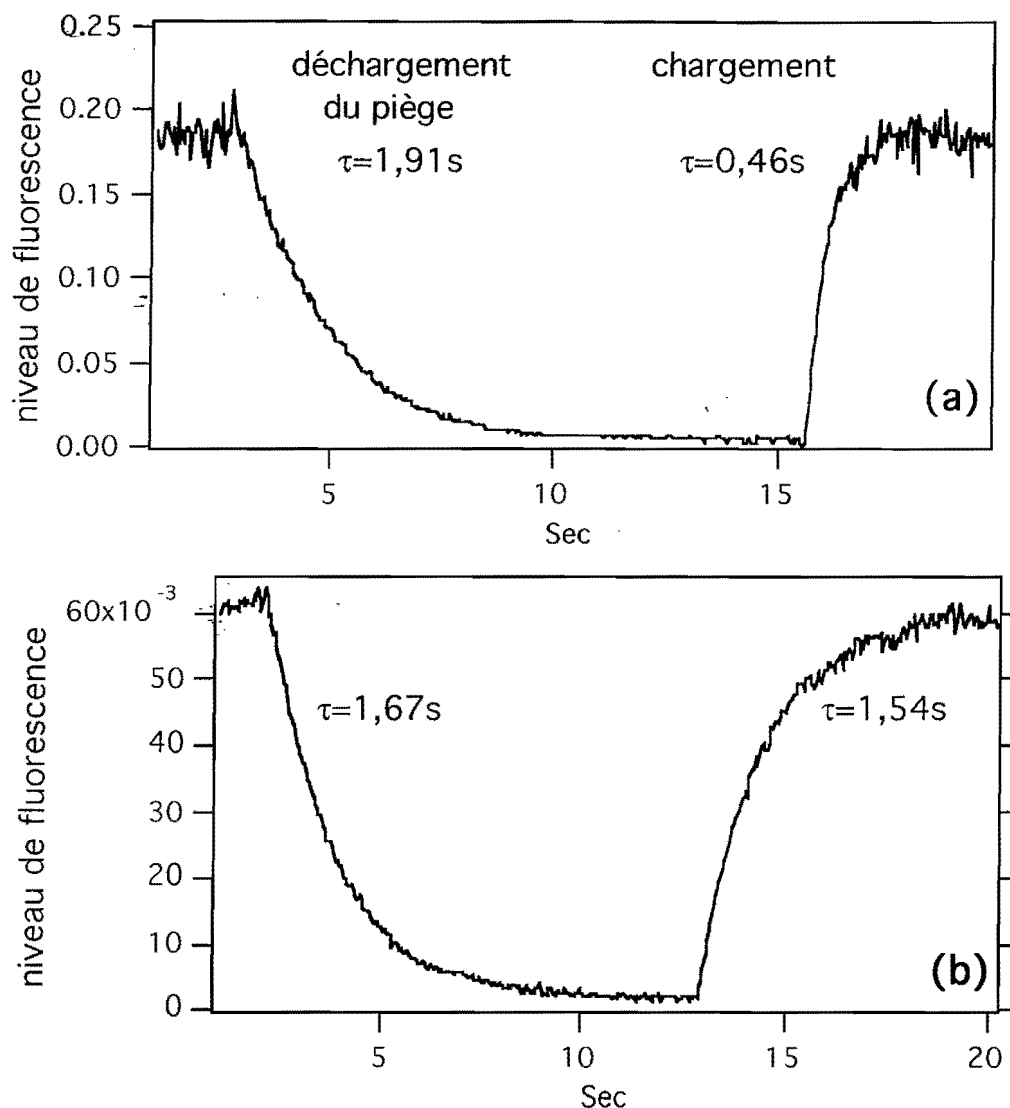 niveau de fluorescence
0.25
0.20
0.15
0.10
0.05
0.00
déchargement
du piège
τ=1,91s
chargement
τ=0,46s
(a)
5
10
15
Sec
niveau de fluorescence
60x10 -3
50
40
30
20
10
0
τ=1,67s
τ=1,54s
(b)
5
10
15
20
Sec